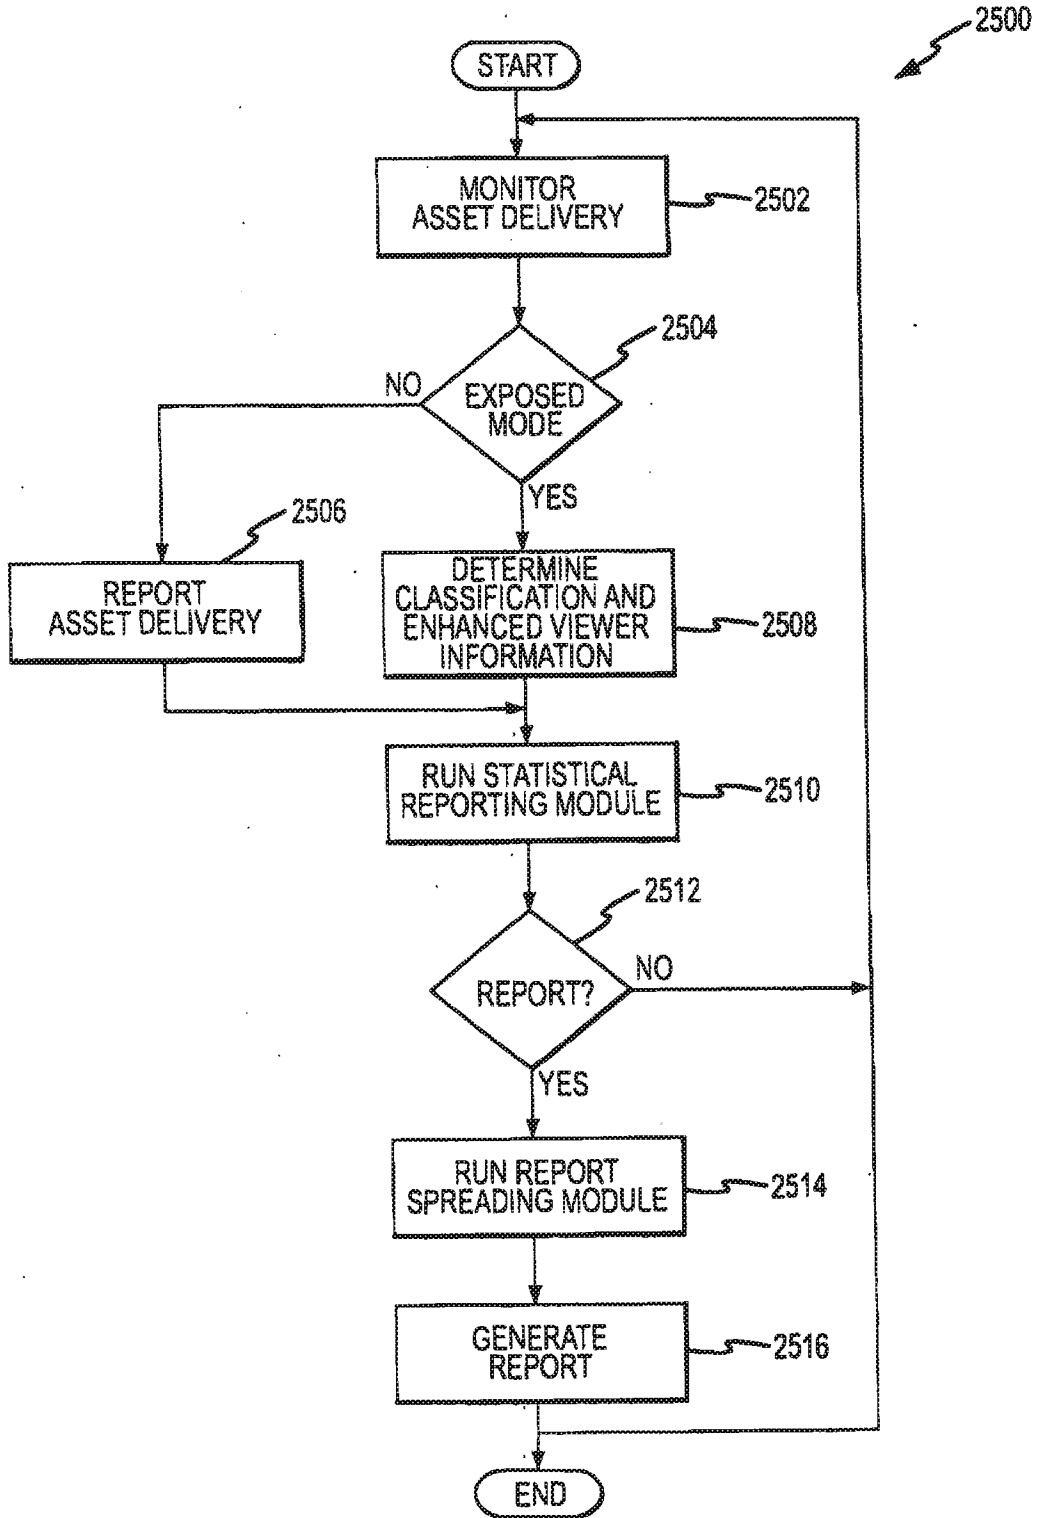 2500
START
MONITOR
ASSET DELIVERY
2502
2504
NO
EXPOSED
MODE
YES
2506
REPORT
ASSET DELIVERY
DETERMINE
CLASSIFICATION AND
ENHANCED VIEWER
INFORMATION
2508
RUN STATISTICAL
REPORTING MODULE
2510
2512
REPORT?
NO
YES
RUN REPORT
SPREADING MODULE
2514
GENERATE
REPORT
2516
END